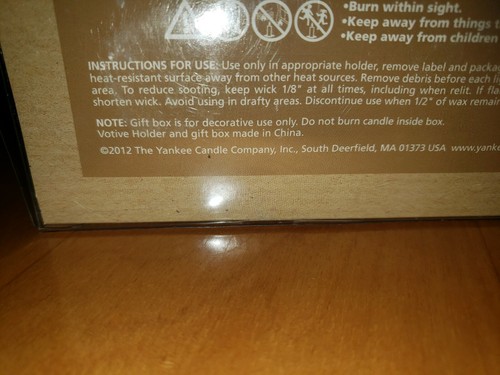 •Burn within sight.
•Keep away from things
•Keep away from children
INSTRUCTIONS FOR USE: Use only in appropriate holder, remove label and
heat-resistant surface away from other heat sources. Remove debris before each
area. To reduce sooting, keep wick 1/8" at all times, including when relit. If
shorten wick. Avoid using in drafty areas. Discontinue use when 1/2" of wax
NOTE: Gift box is for decorative use only. Do not burn candle inside box.
Votive Holder and gift box made in China.
©2012 The Yankee Candle Company, Inc., South Deerfield, MA 01373 USA